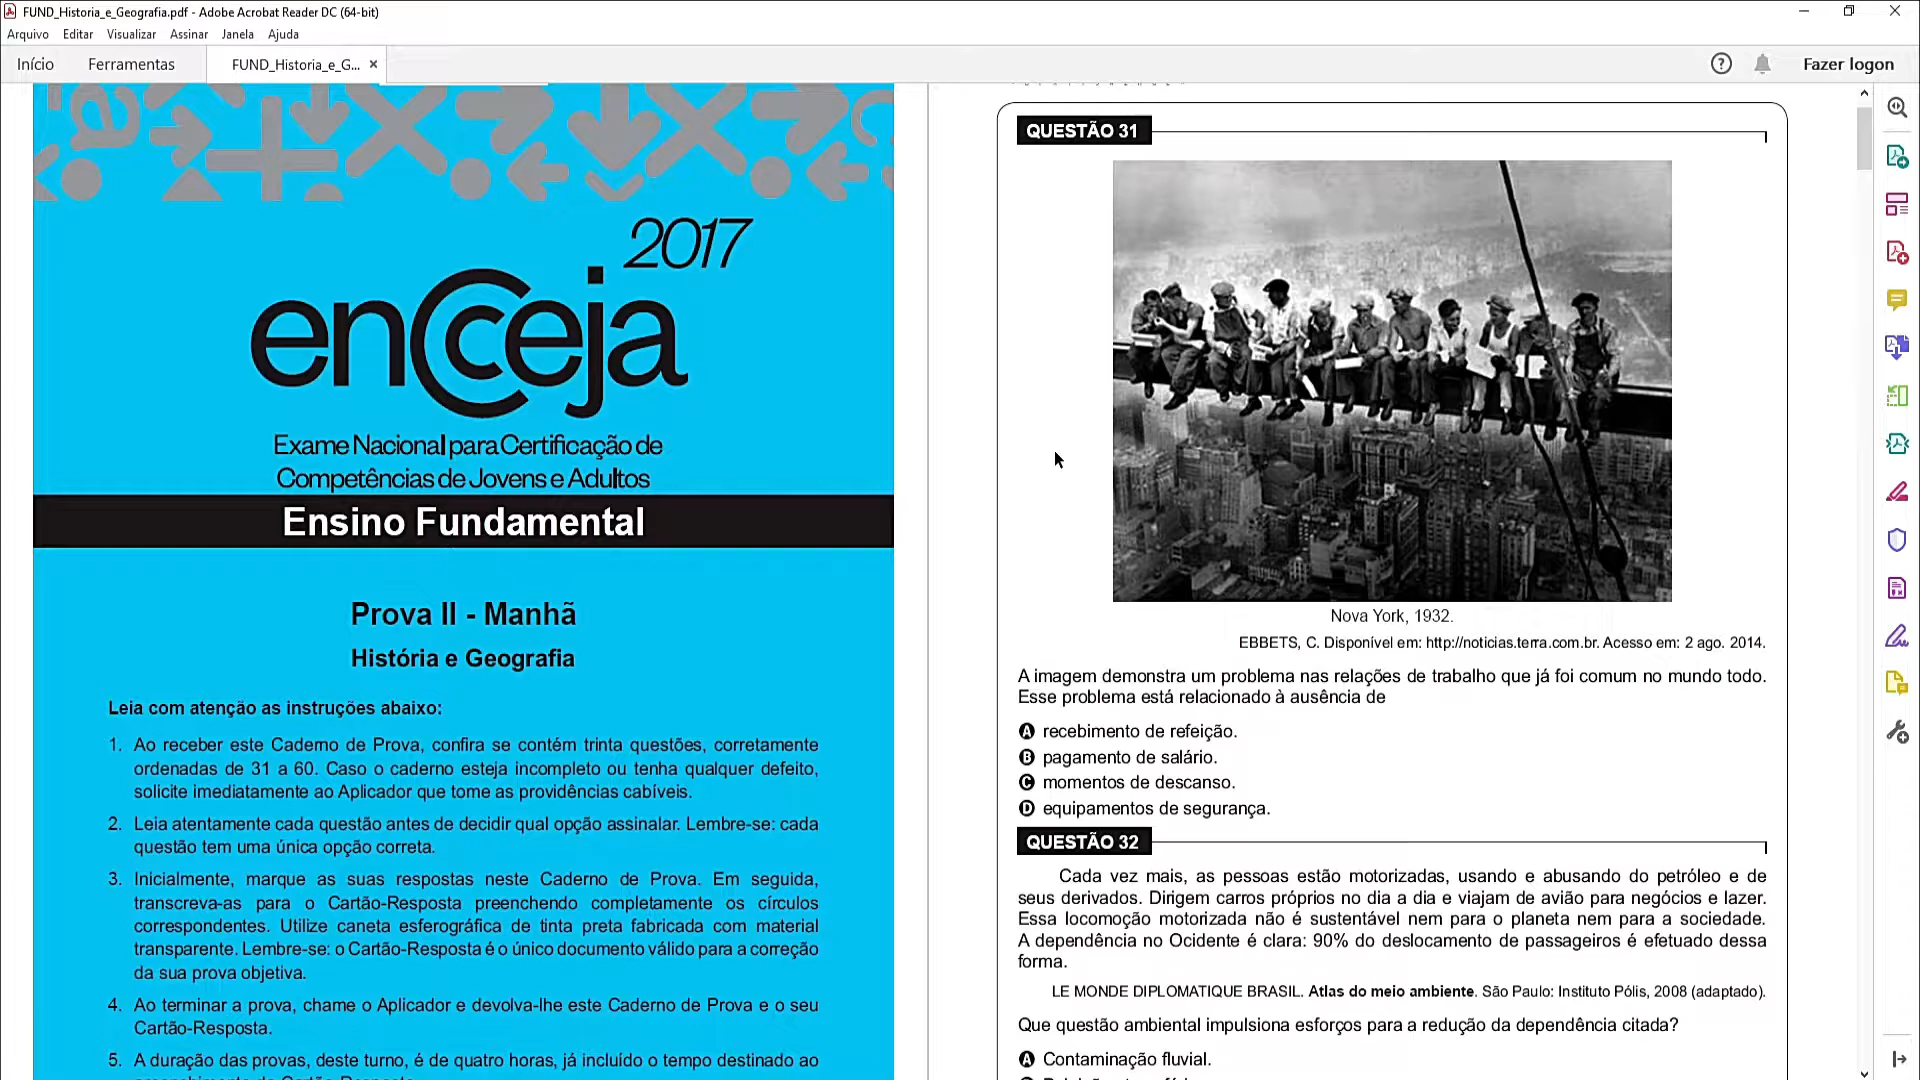 FUND_Historia_e_Geografia.pdf - Adobe Acrobat Reader DC (64-bit)
Arquivo Editar Visualizar Assinar Janela Ajuda
Início Ferramentas FUND_Historia_e_G... × Fazer logon
2017
encceja
Exame Nacional para Certificação de
Competências de Jovens e Adultos
Ensino Fundamental
Prova II - Manhã
História e Geografia
Leia com atenção as instruções abaixo:
1. Ao receber este Caderno de Prova, confira se contém trinta questões, corretamente
ordenadas de 31 a 60. Caso o caderno esteja incompleto ou tenha qualquer defeito,
solicite imediatamente ao Aplicador que tome as providências cabíveis.
2. Leia atentamente cada questão antes de decidir qual opção assinalar. Lembre-se: cada
questão tem uma única opção correta.
3. Inicialmente, marque as suas respostas neste Caderno de Prova. Em seguida,
transcreva-as para o Cartão-Resposta preenchendo completamente os círculos
correspondentes. Utilize caneta esferográfica de tinta preta fabricada com material
transparente. Lembre-se: o Cartão-Resposta é o único documento válido para a correção
da sua prova objetiva.
4. Ao terminar a prova, chame o Aplicador e devolva-lhe este Caderno de Prova e o seu
Cartão-Resposta.
5. A duração das provas, deste turno, é de quatro horas, já incluído o tempo destinado ao
QUESTÃO 31
Nova York, 1932.
EBBETS, C. Disponível em: http://noticias.terra.com.br. Acesso em: 2 ago. 2014.
A imagem demonstra um problema nas relações de trabalho que já foi comum no mundo todo.
Esse problema está relacionado à ausência de
A recebimento de refeição.
B pagamento de salário.
C momentos de descanso.
D equipamentos de segurança.
QUESTÃO 32
Cada vez mais, as pessoas estão motorizadas, usando e abusando do petróleo e de
seus derivados. Dirigem carros próprios no dia a dia e viajam de avião para negócios e lazer.
Essa locomoção motorizada não é sustentável nem para o planeta nem para a sociedade.
A dependência no Ocidente é clara: 90% do deslocamento de passageiros é efetuado dessa
forma.
LE MONDE DIPLOMATIQUE BRASIL. Atlas do meio ambiente. São Paulo: Instituto Pólis, 2008 (adaptado).
Que questão ambiental impulsiona esforços para a redução da dependência citada?
A Contaminação fluvial.